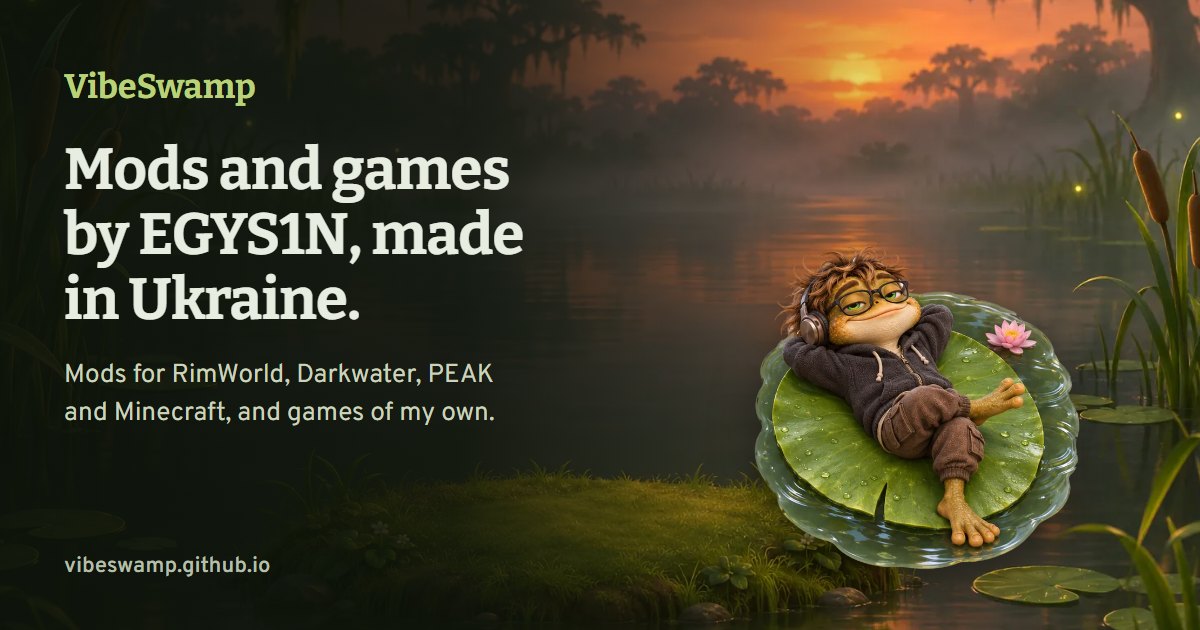 VibeSwamp
Mods and games
by EGYS1N, made
in Ukraine.
Mods for RimWorld, Darkwater, PEAK
and Minecraft, and games of my own.
vibeswamp.github.io